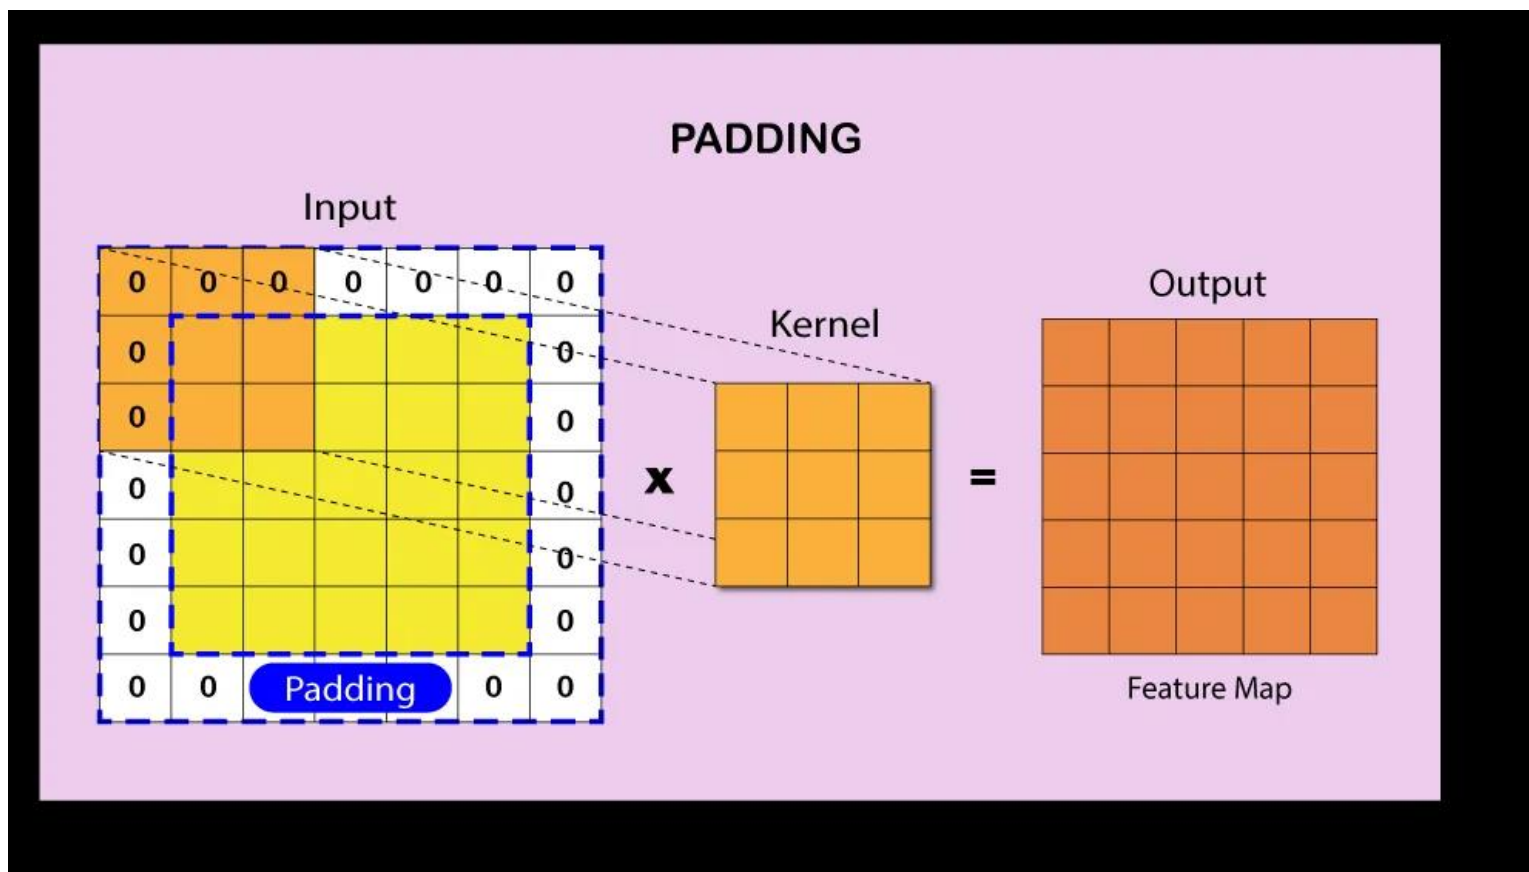 PADDING
Input
0 0 0 0 0 0 0
0 0
0 0
0 0
0 0
0 0
0 0 Padding 0 0
Kernel
x
=
Output
Feature Map